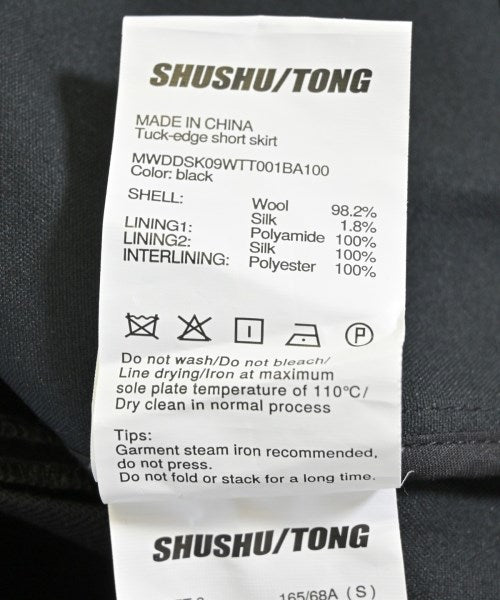 SHUSHU/TONG
MADE IN CHINA
Tuck-edge short skirt
MWDDSK09WTT001BA100
Color: black
SHELL: Wool 98.2%
Silk 1.8%
LINING1: Polyamide 100%
LINING2: Silk 100%
INTERLINING: Polyester 100%
P
Do not wash/Do not bleach/
Line drying/Iron at maximum
sole plate temperature of 110°C/
Dry clean in normal process
Tips:
Garment steam iron recommended,
do not press.
Do not fold or stack for a long time.
SHUSHU/TONG
165/68A (S)